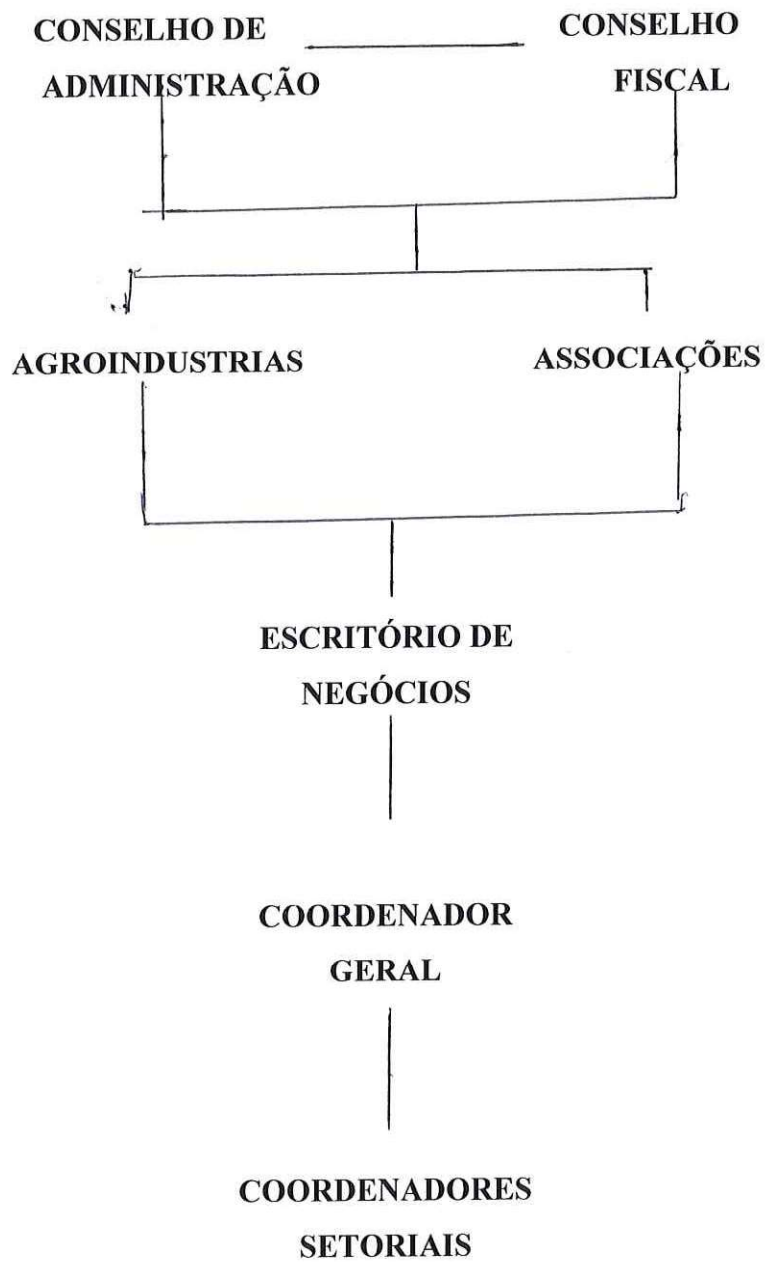 CONSELHO DE
ADMINISTRAÇÃO
CONSELHO
FISCAL
AGROINDUSTRIAS
ASSOCIAÇÕES
ESCRITÓRIO DE
NEGÓCIOS
COORDENADOR
GERAL
COORDENADORES
SETORIAIS